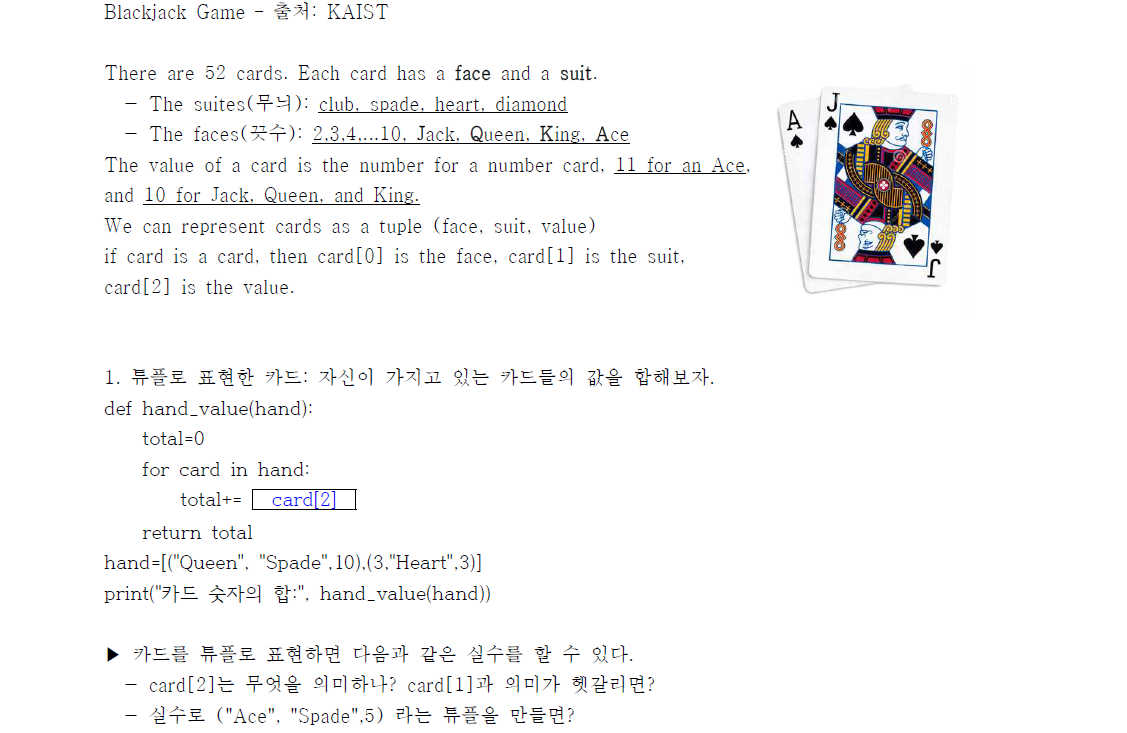 Blackjack Game - 출처: KAIST
There are 52 cards. Each card has a face and a suit.
- The suites(무늬): club, spade, heart, diamond
- The faces(끗수): 2,3,4,...10, Jack, Queen, King, Ace
The value of a card is the number for a number card, 11 for an Ace,
and 10 for Jack, Queen, and King.
We can represent cards as a tuple (face, suit, value)
if card is a card, then card[0] is the face, card[1] is the suit,
card[2] is the value.
A
J
J
1. 튜플로 표현한 카드: 자신이 가지고 있는 카드들의 값을 합해보자.
def hand_value(hand):
total=0
for card in hand:
total+= card[2]
return total
hand=[("Queen", "Spade",10),(3,"Heart",3)]
print("카드 숫자의 합:", hand_value(hand))
▶ 카드를 튜플로 표현하면 다음과 같은 실수를 할 수 있다.
- card[2]는 무엇을 의미하나? card[1]과 의미가 헷갈리면?
- 실수로 ("Ace", "Spade",5) 라는 튜플을 만들면?